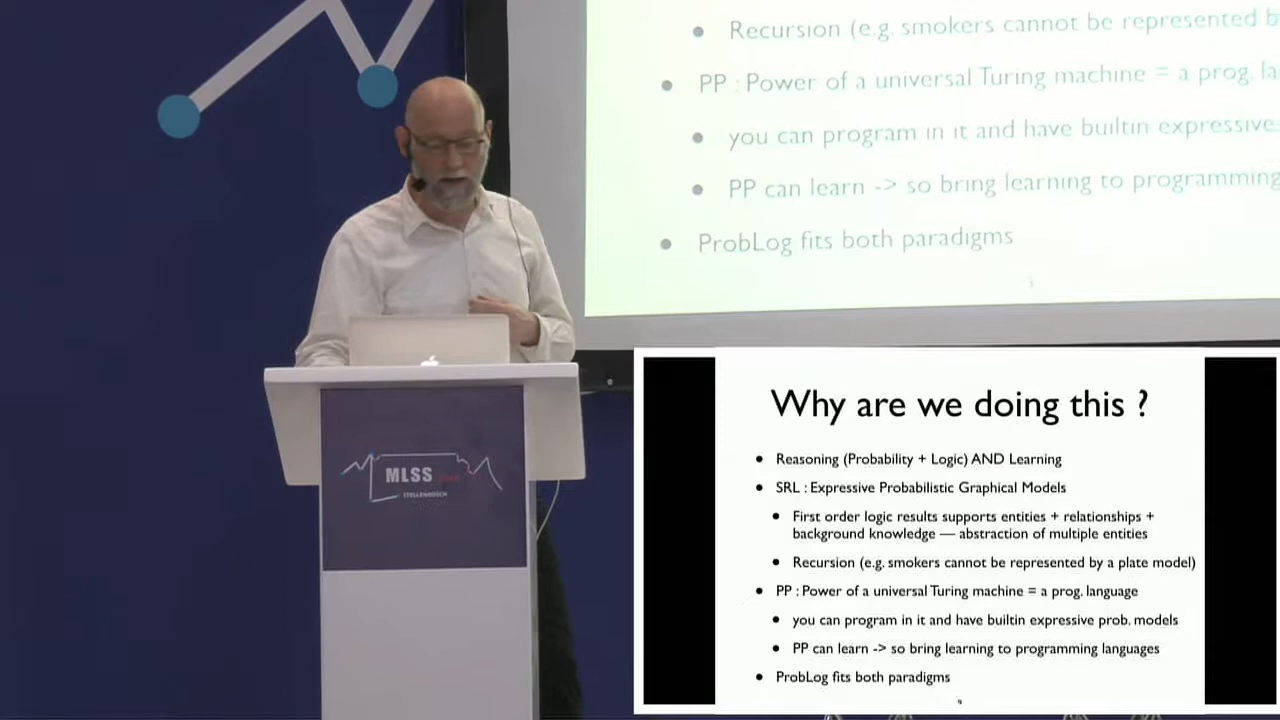 Recursion (e.g. smokers cannot be represented b
PP : Power of a universal Turing machine = a prog. la
you can program in it and have builtin expressive
PP can learn -> so bring learning to programming
ProbLog fits both paradigms
MLSS
STELLENBOSCH
Why are we doing this ?
Reasoning (Probability + Logic) AND Learning
SRL : Expressive Probabilistic Graphical Models
First order logic results supports entities + relationships +
background knowledge — abstraction of multiple entities
Recursion (e.g. smokers cannot be represented by a plate model)
PP : Power of a universal Turing machine = a prog. language
you can program in it and have builtin expressive prob. models
PP can learn -> so bring learning to programming languages
ProbLog fits both paradigms